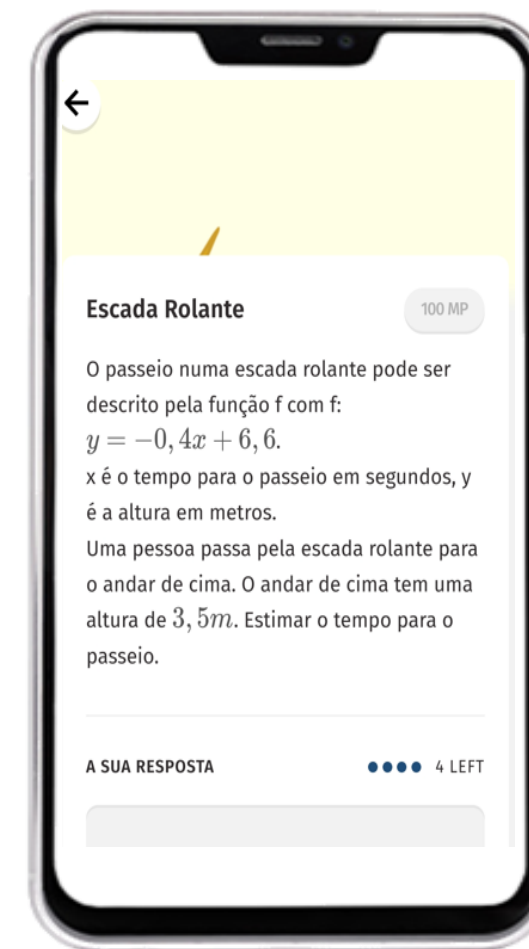 Escada Rolante
100 MP
O passeio numa escada rolante pode ser
descrito pela função f com f:
y = −0, 4x + 6, 6.
x é o tempo para o passeio em segundos, y
é a altura em metros.
Uma pessoa passa pela escada rolante para
o andar de cima. O andar de cima tem uma
altura de 3, 5m. Estimar o tempo para o
passeio.
A SUA RESPOSTA
4 LEFT